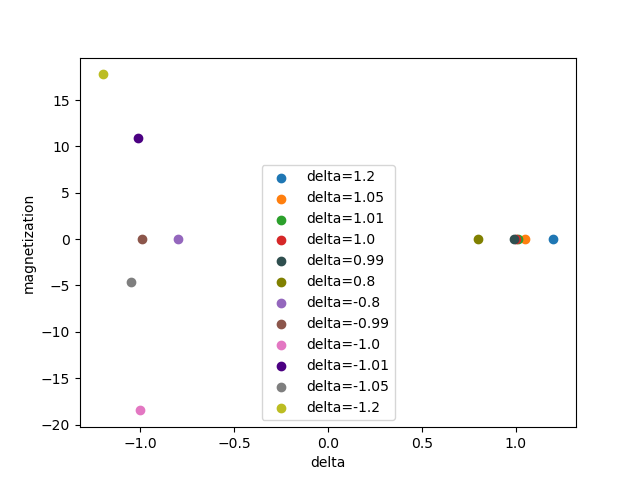 15
10
5
0
−5
−10
−15
−20
magnetization
delta=1.2
delta=1.05
delta=1.01
delta=1.0
delta=0.99
delta=0.8
delta=-0.8
delta=-0.99
delta=-1.0
delta=-1.01
delta=-1.05
delta=-1.2
−1.0 −0.5 0.0 0.5 1.0
delta